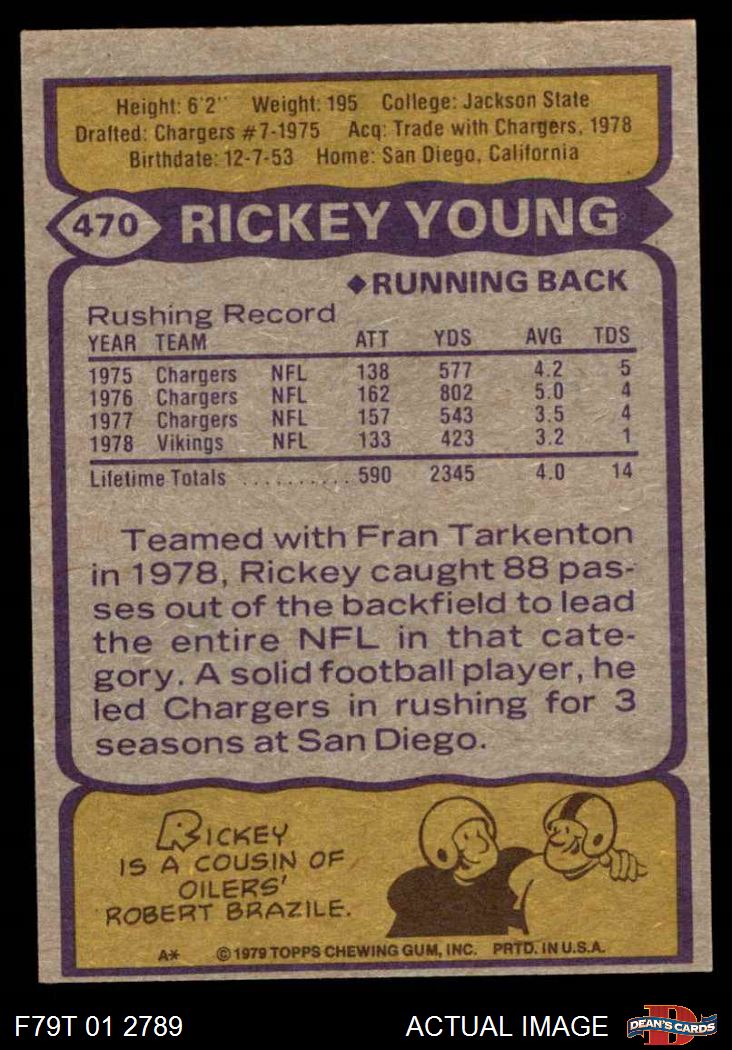 Height: 6'2" Weight: 195 College: Jackson State
Drafted: Chargers #7-1975 Acq: Trade with Chargers, 1978
Birthdate: 12-7-53 Home: San Diego, California
470 RICKEY YOUNG
◆RUNNING BACK
Rushing Record
YEAR TEAM ATT YDS AVG TDS
1975 Chargers NFL 138 577 4.2 5
1976 Chargers NFL 162 802 5.0 4
1977 Chargers NFL 157 543 3.5 4
1978 Vikings NFL 133 423 3.2 1
Lifetime Totals .......... 590 2345 4.0 14
Teamed with Fran Tarkenton
in 1978, Rickey caught 88 pas-
ses out of the backfield to lead
the entire NFL in that cate-
gory. A solid football player, he
led Chargers in rushing for 3
seasons at San Diego.
RICKEY
IS A COUSIN OF
OILERS'
ROBERT BRAZILE.
A* ©1979 TOPPS CHEWING GUM, INC. PRTD. IN U.S.A.
F79T 01 2789 ACTUAL IMAGE D DEAN'S CARDS